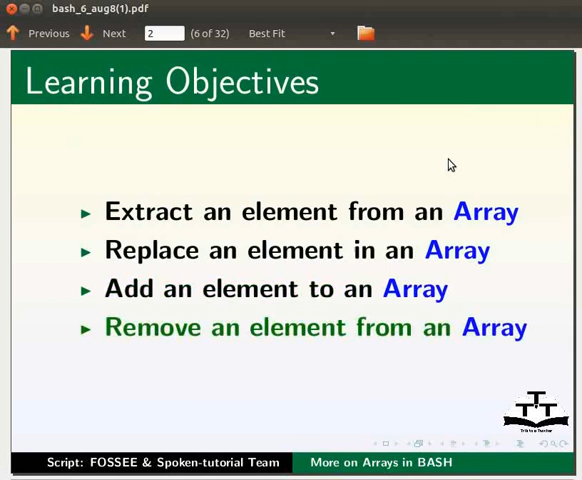 bash_6_aug8(1).pdf
Previous Next 2 (6 of 32) Best Fit
Learning Objectives
Extract an element from an Array
Replace an element in an Array
Add an element to an Array
Remove an element from an Array
Script: FOSSEE & Spoken-tutorial Team More on Arrays in BASH